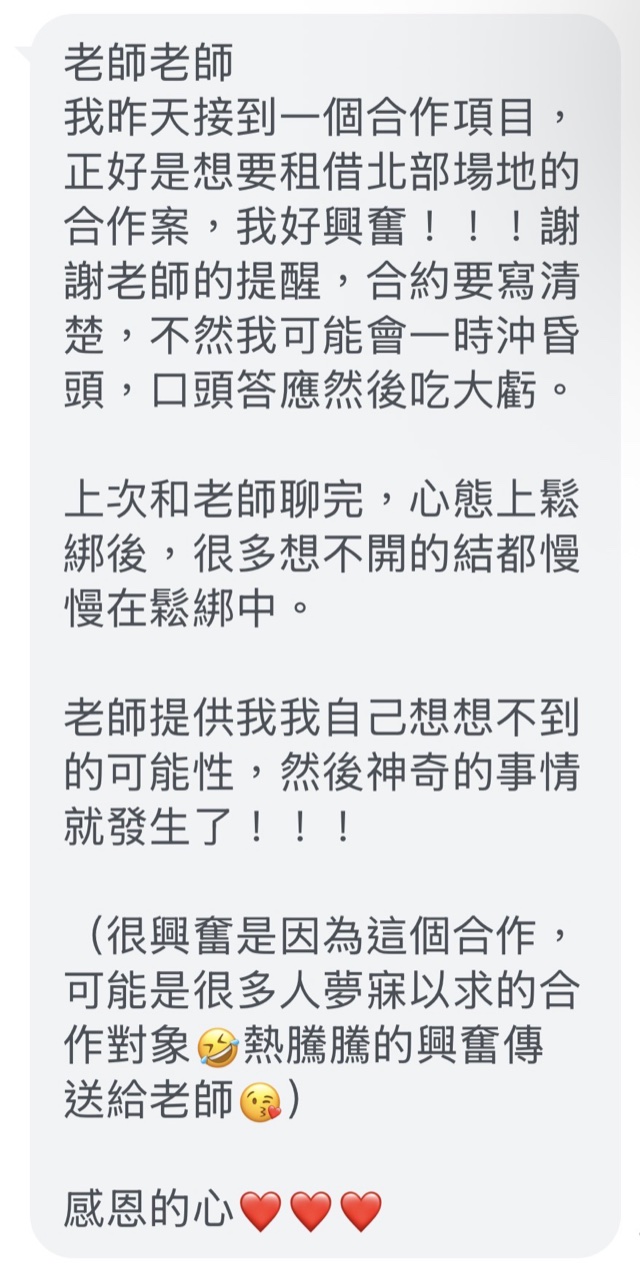 老師老師
我昨天接到一個合作項目，
正好是想要租借北部場地的
合作案，我好興奮！！！謝
謝老師的提醒，合約要寫清
楚，不然我可能會一時沖昏
頭，口頭答應然後吃大虧。
上次和老師聊完，心態上鬆
綁後，很多想不開的結都慢
慢在鬆綁中。
老師提供我我自己想想不到
的可能性，然後神奇的事情
就發生了！！！
（很興奮是因為這個合作，
可能是很多人夢寐以求的合
作對象🤣熱騰騰的興奮傳
送給老師😘）
感恩的心❤️❤️❤️